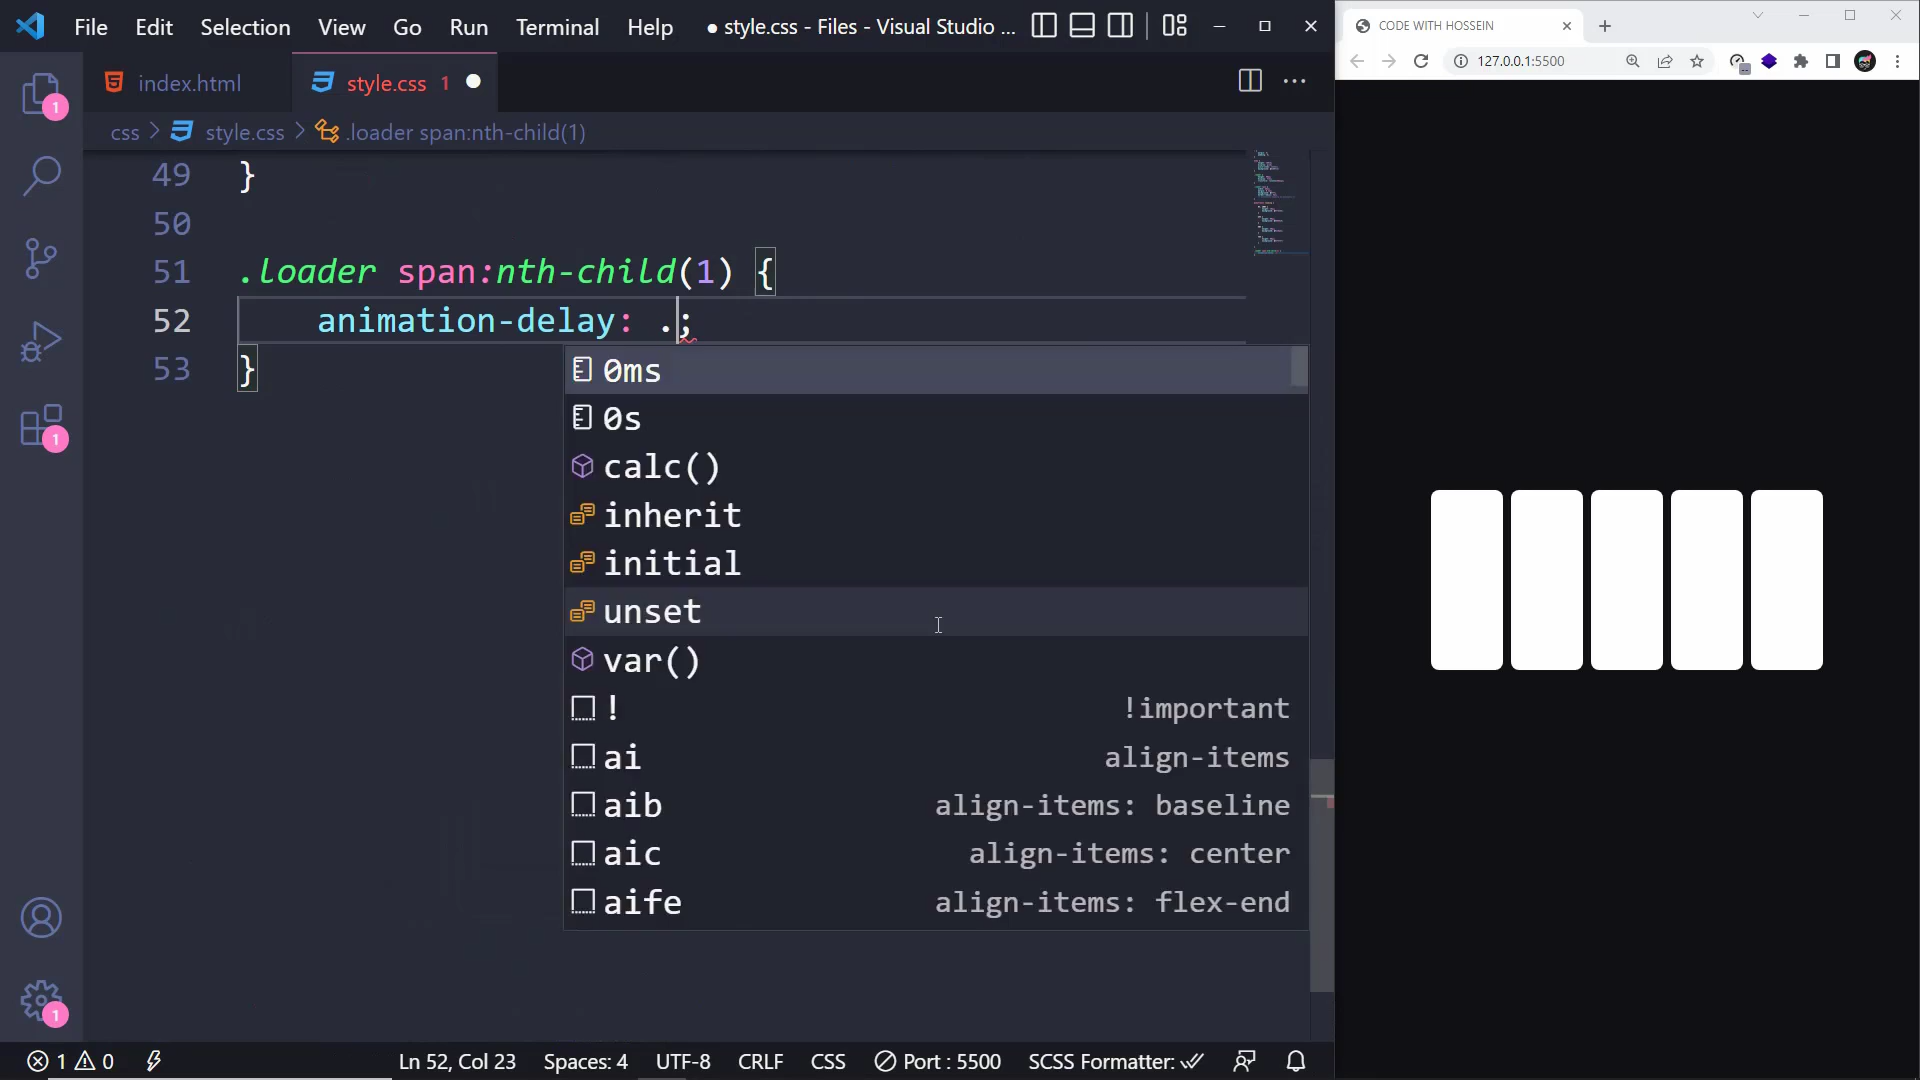 File Edit Selection View Go Run Terminal Help ● style.css - Files - Visual Studio ...
CODE WITH HOSSEIN
127.0.0.1:5500
index.html
style.css 1
css > style.css > .loader span:nth-child(1)
49 }
50
51 .loader span:nth-child(1) {
52 animation-delay: .;
53 }
0ms
0s
calc()
inherit
initial
unset
var()
! !important
ai align-items
aib align-items: baseline
aic align-items: center
aife align-items: flex-end
1
1
1
1 0
Ln 52, Col 23 Spaces: 4 UTF-8 CRLF CSS Port : 5500 SCSS Formatter: